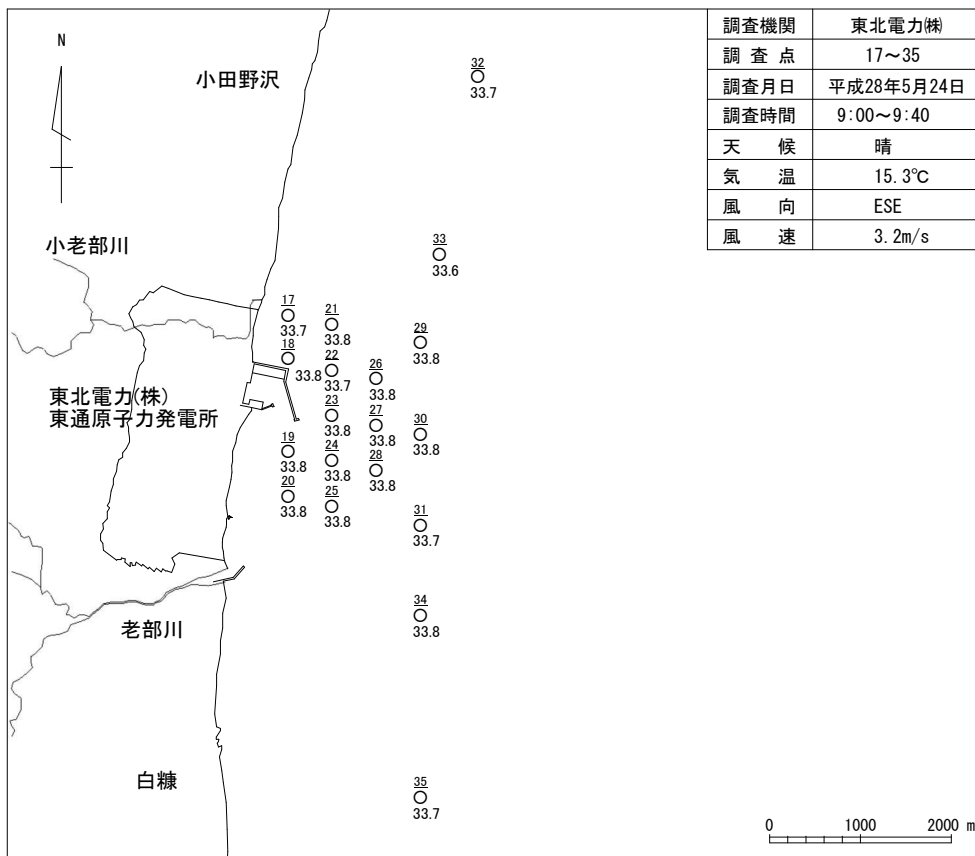 調査機関 東北電力㈱
調査点 17～35
調査月日 平成28年5月24日
調査時間 9:00～9:40
天候 晴
気温 15.3℃
風向 ESE
風速 3.2m/s
N
小田野沢
32
33.7
小老部川
33
33.6
17
33.7
21
33.8
29
33.8
18
33.8
22
33.7
26
33.8
東北電力(株)
東通原子力発電所
23
33.8
27
33.8
30
33.8
19
33.8
24
33.8
28
33.8
20
33.8
25
33.8
31
33.7
34
33.8
老部川
白糠
35
33.7
0 1000 2000 m